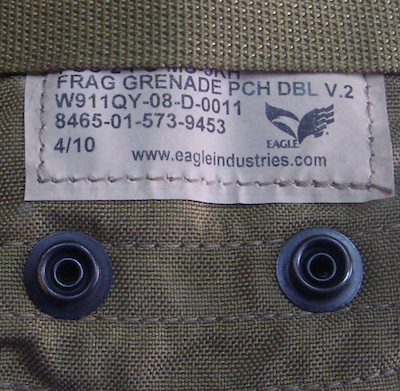 FRAG GRENADE PCH DBL V.2
W911QY-08-D-0011
8465-01-573-9453
4/10
EAGLE
www.eagleindustries.com